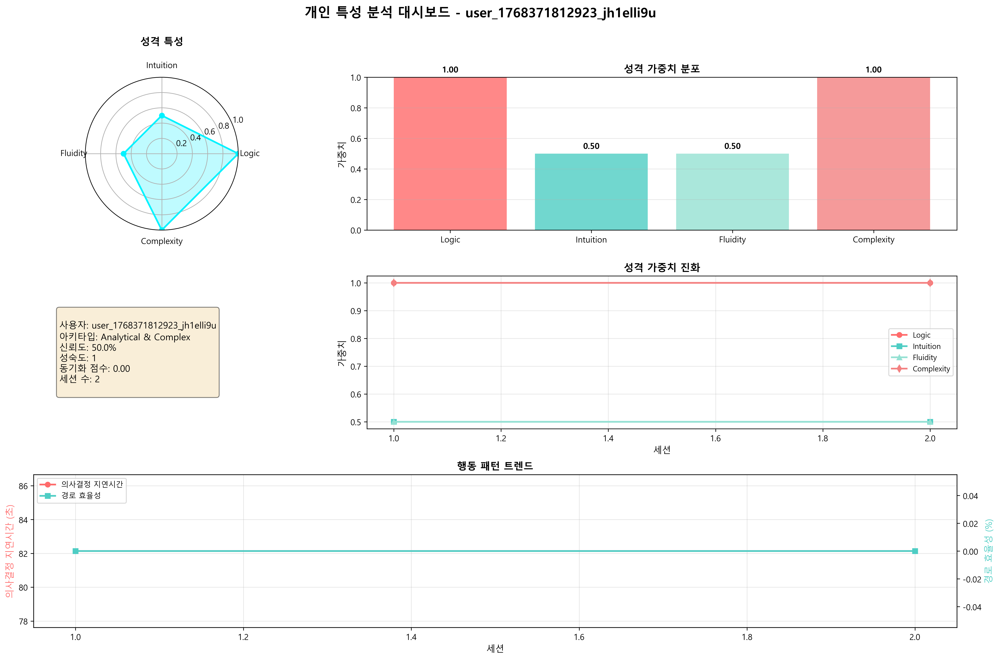 개인 특성 분석 대시보드 - user_1768371812923_jh1elli9u
성격 특성
Intuition
Fluidity
Logic
Complexity
0.2
0.4
0.6
0.8
1.0
성격 가중치 분포
가중치
1.0
0.8
0.6
0.4
0.2
0.0
1.00
0.50
0.50
1.00
Logic
Intuition
Fluidity
Complexity
사용자: user_1768371812923_jh1elli9u
아키타입: Analytical & Complex
신뢰도: 50.0%
성숙도: 1
동기화 점수: 0.00
세션 수: 2
성격 가중치 진화
가중치
1.0
0.9
0.8
0.7
0.6
0.5
Logic
Intuition
Fluidity
Complexity
1.0
1.2
1.4
1.6
1.8
2.0
세션
행동 패턴 트렌드
의사결정 지연시간 (초)
86
84
82
80
78
의사결정 지연시간
경로 효율성
0.04
0.02
0.00
-0.02
-0.04
경로 효율성 (%)
1.0
1.2
1.4
1.6
1.8
2.0
세션